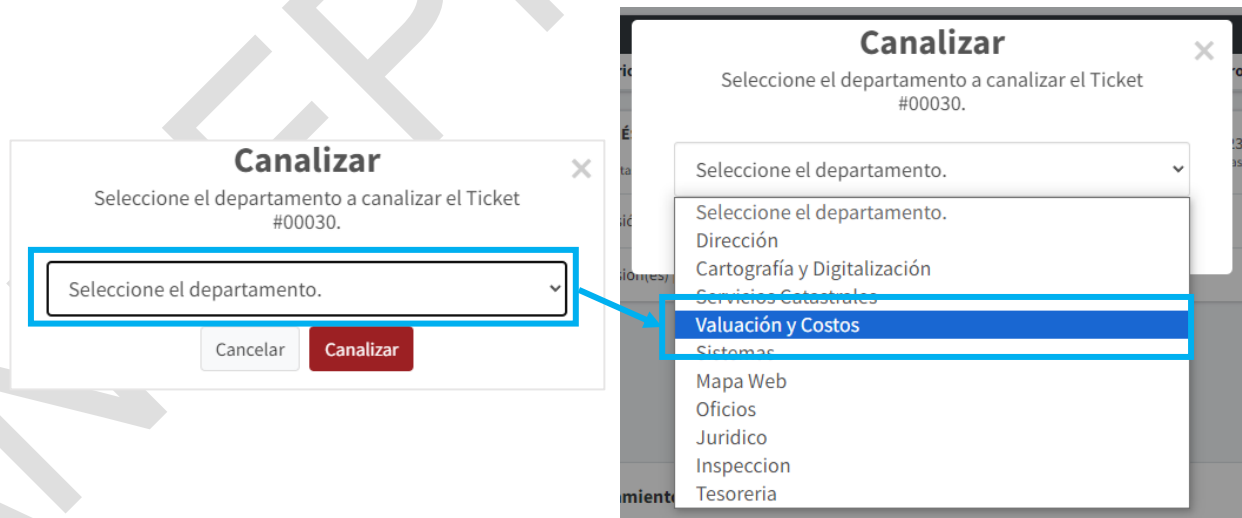 Canalizar
×
Seleccione el departamento a canalizar el Ticket
#00030.
Seleccione el departamento.
Cancelar
Canalizar
Canalizar
×
Seleccione el departamento a canalizar el Ticket
#00030.
Seleccione el departamento.
Seleccione el departamento.
Dirección
Cartografía y Digitalización
Servicios Catastrales
Valuación y Costos
Sistemas
Mapa Web
Oficios
Juridico
Inspeccion
Tesoreria